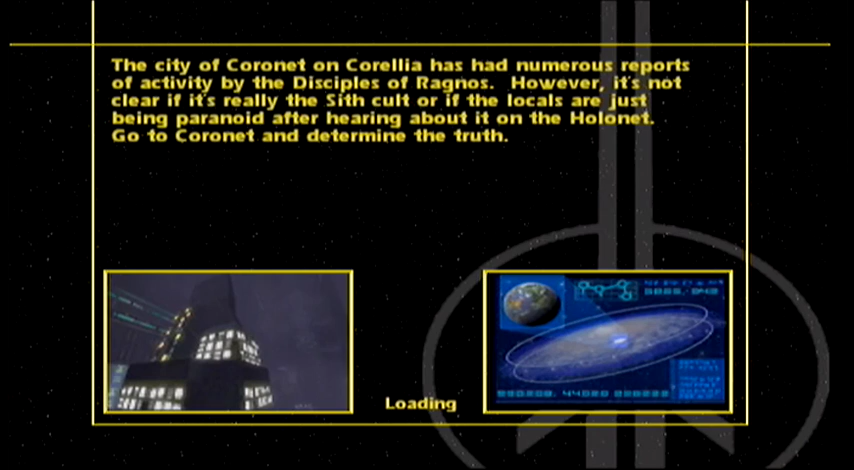 The city of Coronet on Corellia has had numerous reports
of activity by the Disciples of Ragnos.  However, it's not
clear if it's really the Sith cult or if the locals are just
being paranoid after hearing about it on the Holonet.
Go to Coronet and determine the truth.
Loading